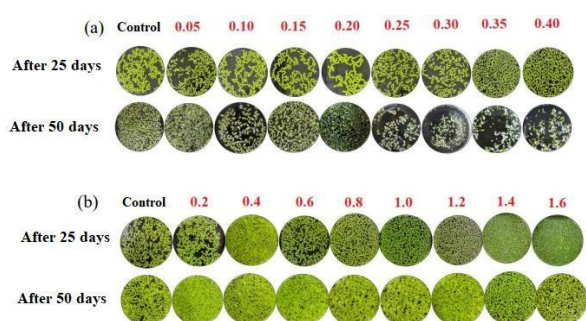 (a) Control 0.05 0.10 0.15 0.20 0.25 0.30 0.35 0.40
After 25 days
After 50 days
(b) Control 0.2 0.4 0.6 0.8 1.0 1.2 1.4 1.6
After 25 days
After 50 days